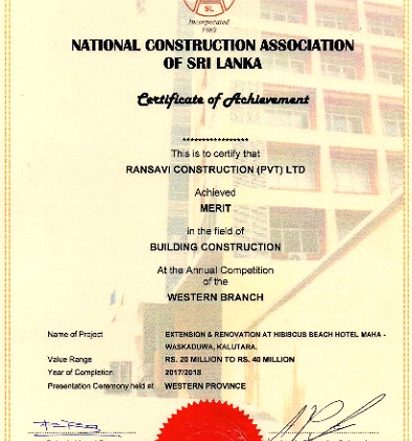 SL
Incorporated
NATIONAL CONSTRUCTION ASSOCIATION
OF SRI LANKA
Certificate of Achievement
This is to certify that
RANSAVI CONSTRUCTION (PVT) LTD
Achieved
MERIT
in the field of
BUILDING CONSTRUCTION
At the Annual Competition
of the
WESTERN BRANCH
Name of Project EXTENSION & RENOVATION AT HIBISCUS BEACH HOTEL MAHA -
WASKADUWA, KALUTARA.
Value Range RS. 20 MILLION TO RS. 40 MILLION
Year of Completion 2017/2018
Presentation Ceremony held at WESTERN PROVINCE